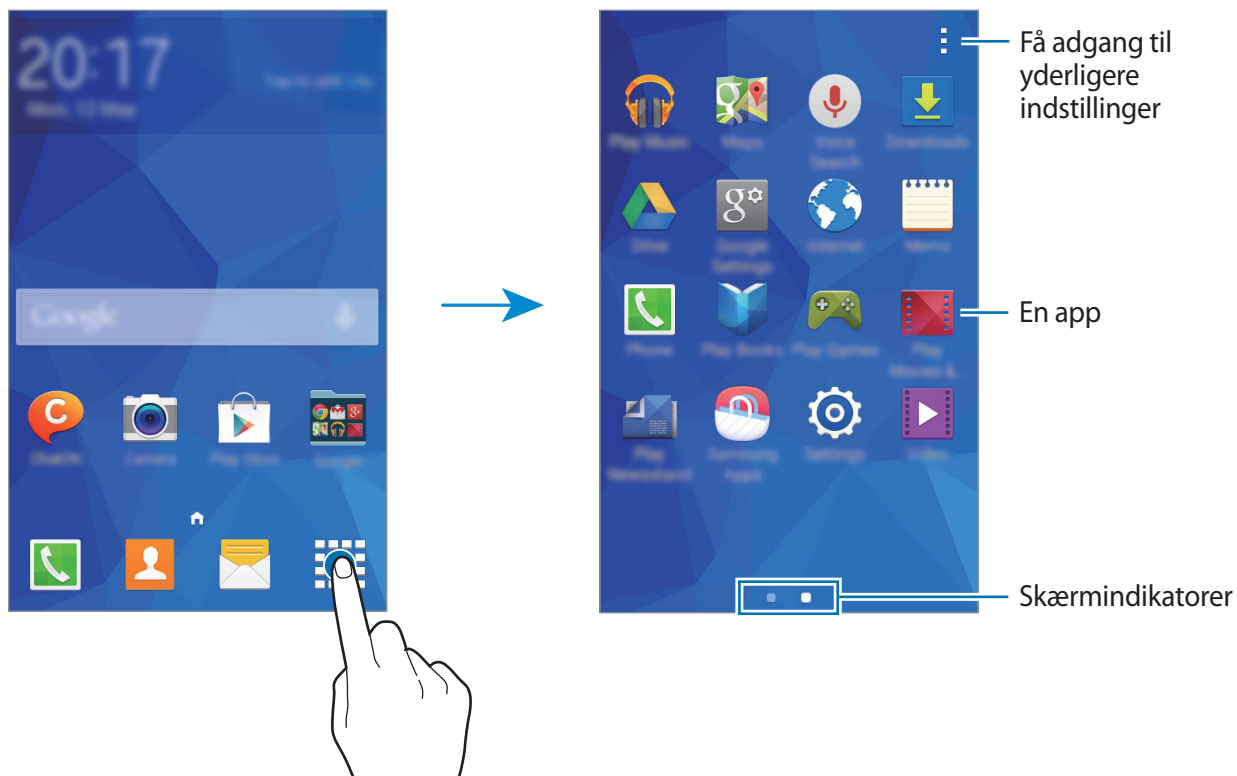 20:17
Mon, 12 May
Google
ChatON
Camera
Play Store
Google
Få adgang til
yderligere
indstillinger
Play Music
Maps
Voice
Search
Downloads
Drive
Google
Settings
Internet
Memo
En app
Phone
Play Books
Play Games
Play
Movies &..
Play
Newsstand
Samsung
Apps
Settings
Video
Skærmindikatorer